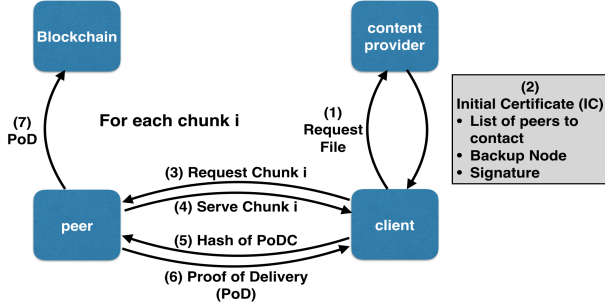 Blockchain
content
provider
(7)
PoD
For each chunk i
(1)
Request
File
(2)
Initial Certificate (IC)
• List of peers to
contact
• Backup Node
• Signature
(3) Request Chunk i
(4) Serve Chunk i
peer
client
(5) Hash of PoDC
(6) Proof of Delivery
(PoD)